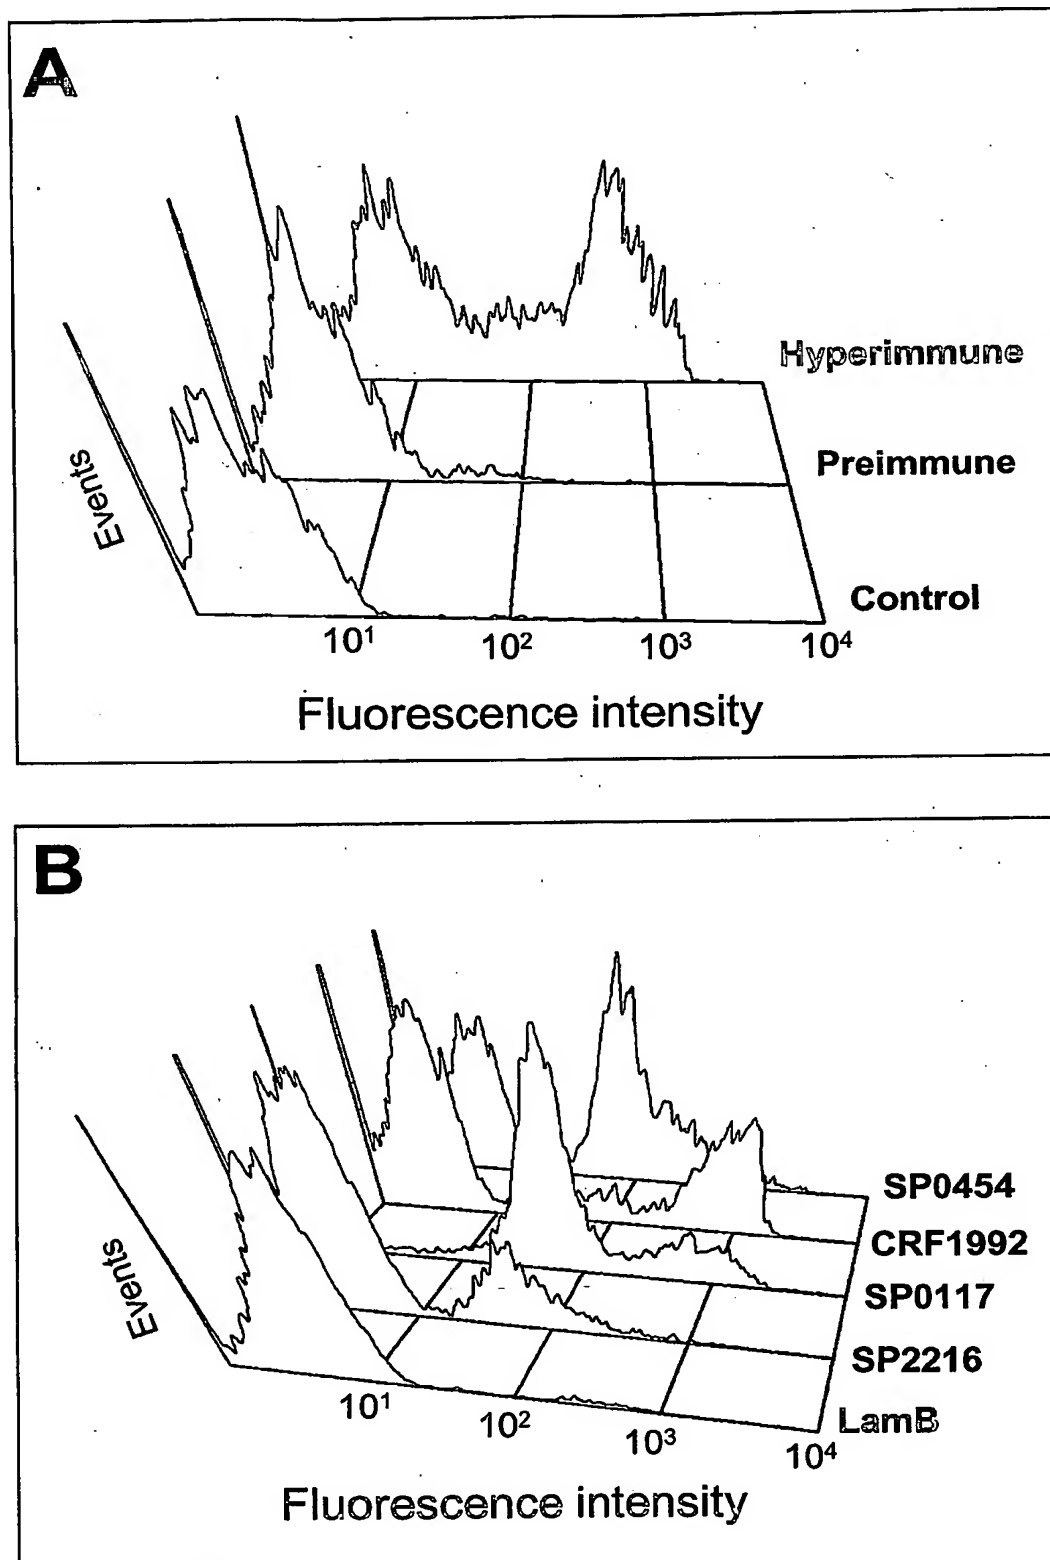 A
Hyperimmune
Preimmune
Control
Events
10¹ 10² 10³ 10⁴
Fluorescence intensity
B
SP0454
CRF1992
SP0117
SP2216
LamB
Events
10¹ 10² 10³ 10⁴
Fluorescence intensity